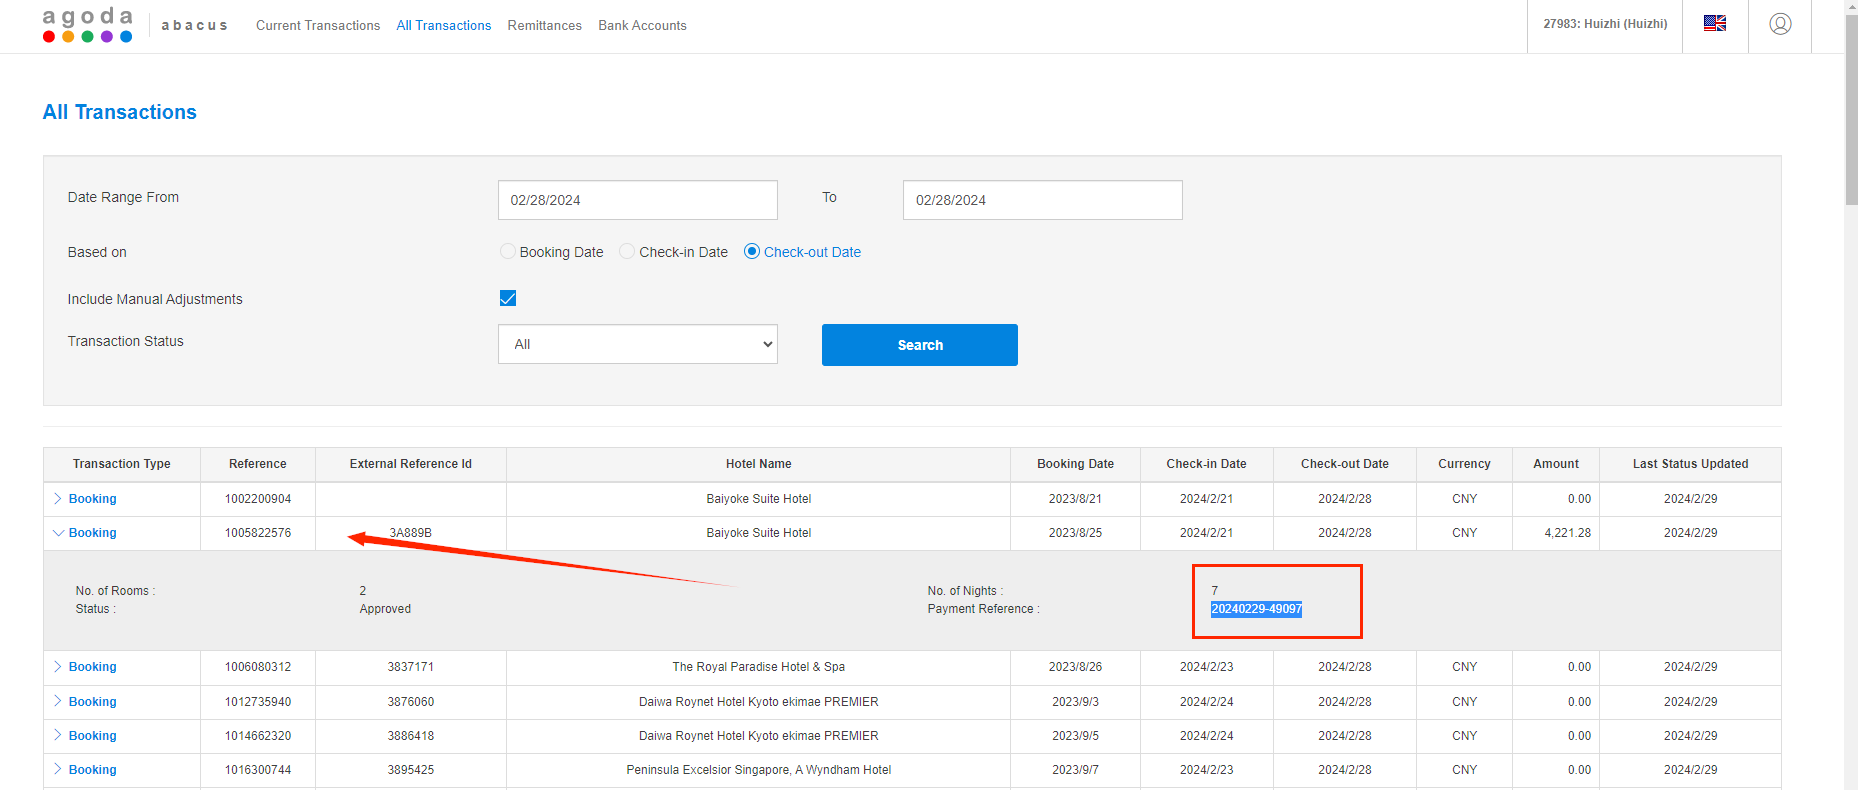 agoda
abacus Current Transactions All Transactions Remittances Bank Accounts 27983: Huizhi (Huizhi)
All Transactions
Date Range From 02/28/2024 To 02/28/2024
Based on Booking Date Check-in Date Check-out Date
Include Manual Adjustments
Transaction Status All Search
Transaction Type Reference External Reference Id Hotel Name Booking Date Check-in Date Check-out Date Currency Amount Last Status Updated
Booking 1002200904 Baiyoke Suite Hotel 2023/8/21 2024/2/21 2024/2/28 CNY 0.00 2024/2/29
Booking 1005822576 3A889B Baiyoke Suite Hotel 2023/8/25 2024/2/21 2024/2/28 CNY 4,221.28 2024/2/29
No. of Rooms : 2 No. of Nights : 7
Status : Approved Payment Reference : 20240229-49097
Booking 1006080312 3837171 The Royal Paradise Hotel & Spa 2023/8/26 2024/2/23 2024/2/28 CNY 0.00 2024/2/29
Booking 1012735940 3876060 Daiwa Roynet Hotel Kyoto ekimae PREMIER 2023/9/3 2024/2/24 2024/2/28 CNY 0.00 2024/2/29
Booking 1014662320 3886418 Daiwa Roynet Hotel Kyoto ekimae PREMIER 2023/9/5 2024/2/24 2024/2/28 CNY 0.00 2024/2/29
Booking 1016300744 3895425 Peninsula Excelsior Singapore, A Wyndham Hotel 2023/9/7 2024/2/23 2024/2/28 CNY 0.00 2024/2/29